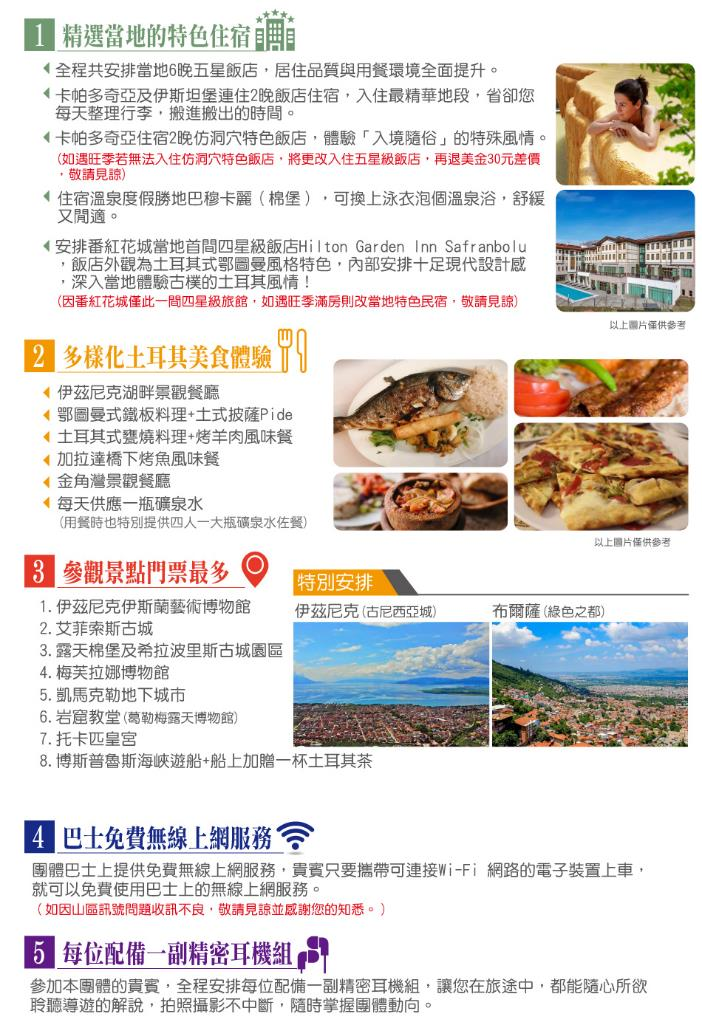 1 精選當地的特色住宿
全程共安排當地6晚五星飯店，居住品質與用餐環境全面提升。
卡帕多奇亞及伊斯坦堡連住2晚飯店住宿，入住最精華地段，省卻您
每天整理行李，搬進搬出的時間。
卡帕多奇亞住宿2晚仿洞穴特色飯店，體驗「入境隨俗」的特殊風情。
(如遇旺季若無法入住仿洞穴特色飯店，將更改入住五星級飯店，再退美金30元差價
，敬請見諒)
住宿溫泉度假勝地巴穆卡麗（棉堡），可換上泳衣泡個溫泉浴，舒緩
又閒適。
安排番紅花城當地首間四星級飯店Hilton Garden Inn Safranbolu
，飯店外觀為土耳其式鄂圖曼風格特色，內部安排十足現代設計感
，深入當地體驗古樸的土耳其風情！
(因番紅花城僅此一間四星級旅館，如遇旺季滿房則改當地特色民宿，敬請見諒)
以上圖片僅供參考
2 多樣化土耳其美食體驗
伊茲尼克湖畔景觀餐廳
鄂圖曼式鐵板料理+土式披薩Pide
土耳其式甕燒料理+烤羊肉風味餐
加拉達橋下烤魚風味餐
金角灣景觀餐廳
每天供應一瓶礦泉水
(用餐時也特別提供四人一大瓶礦泉水佐餐)
以上圖片僅供參考
3 參觀景點門票最多
1.伊茲尼克伊斯蘭藝術博物館
2.艾菲索斯古城
3.露天棉堡及希拉波里斯古城園區
4.梅芙拉娜博物館
5.凱馬克勒地下城市
6.岩窟教堂(葛勒梅露天博物館)
7.托卡匹皇宮
8.博斯普魯斯海峽遊船+船上加贈一杯土耳其茶
特別安排
伊茲尼克(古尼西亞城)
布爾薩(綠色之都)
4 巴士免費無線上網服務
團體巴士上提供免費無線上網服務，貴賓只要攜帶可連接Wi-Fi 網路的電子裝置上車，
就可以免費使用巴士上的無線上網服務。
（如因山區訊號問題收訊不良，敬請見諒並感謝您的知悉。）
5 每位配備一副精密耳機組
參加本團體的貴賓，全程安排每位配備一副精密耳機組，讓您在旅途中，都能隨心所欲
聆聽導遊的解說，拍照攝影不中斷，隨時掌握團體動向。